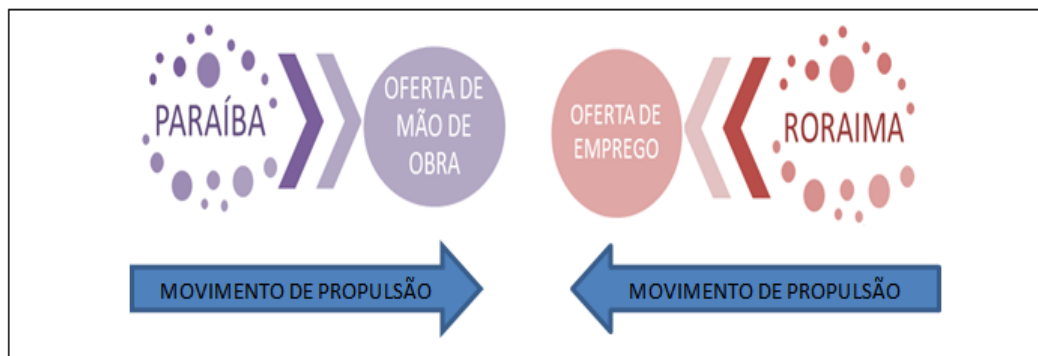 PARAÍBA
OFERTA DE
MÃO DE
OBRA
OFERTA DE
EMPREGO
RORAIMA
MOVIMENTO DE PROPULSÃO
MOVIMENTO DE PROPULSÃO